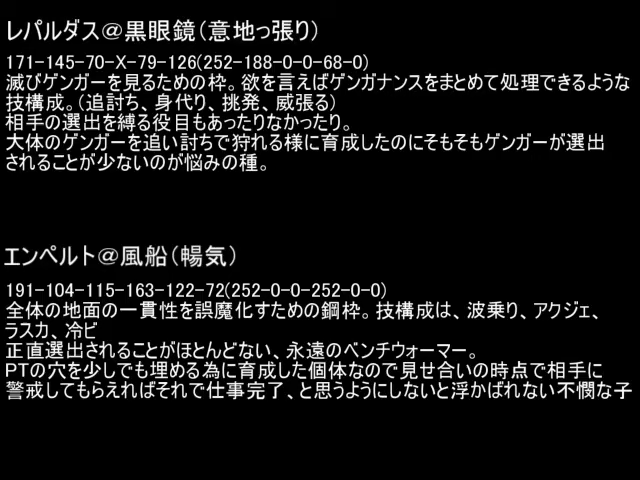 レパルダス＠黒眼鏡（意地っ張り）
171-145-70-X-79-126(252-188-0-0-68-0)
滅びゲンガーを見るための枠。欲を言えばゲンガナンスをまとめて処理できるような
技構成。（追討ち、身代り、挑発、威張る）
相手の選出を縛る役目もあったりなかったり。
大体のゲンガーを追い討ちで狩れる様に育成したのにそもそもゲンガーが選出
されることが少ないのが悩みの種。
エンペルト＠風船（暢気）
191-104-115-163-122-72(252-0-0-252-0-0)
全体の地面の一貫性を誤魔化すための鋼枠。技構成は、波乗り、アクジェ、
ラスカ、冷ビ
正直選出されることがほとんどない、永遠のベンチウォーマー。
PTの穴を少しでも埋める為に育成した個体なので見せ合いの時点で相手に
警戒してもらえればそれで仕事完了、と思うようにしないと浮かばれない不憫な子